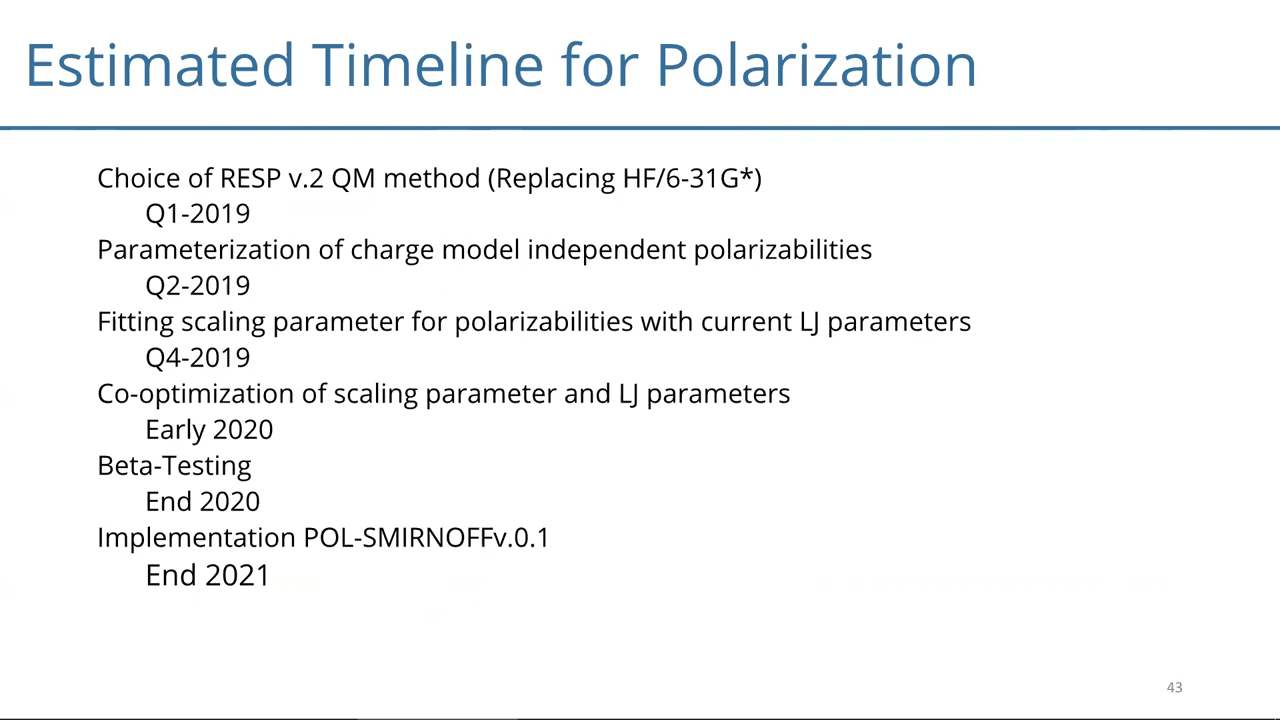 Estimated Timeline for Polarization
Choice of RESP v.2 QM method (Replacing HF/6-31G*)
Q1-2019
Parameterization of charge model independent polarizabilities
Q2-2019
Fitting scaling parameter for polarizabilities with current LJ parameters
Q4-2019
Co-optimization of scaling parameter and LJ parameters
Early 2020
Beta-Testing
End 2020
Implementation POL-SMIRNOFFv.0.1
End 2021
43